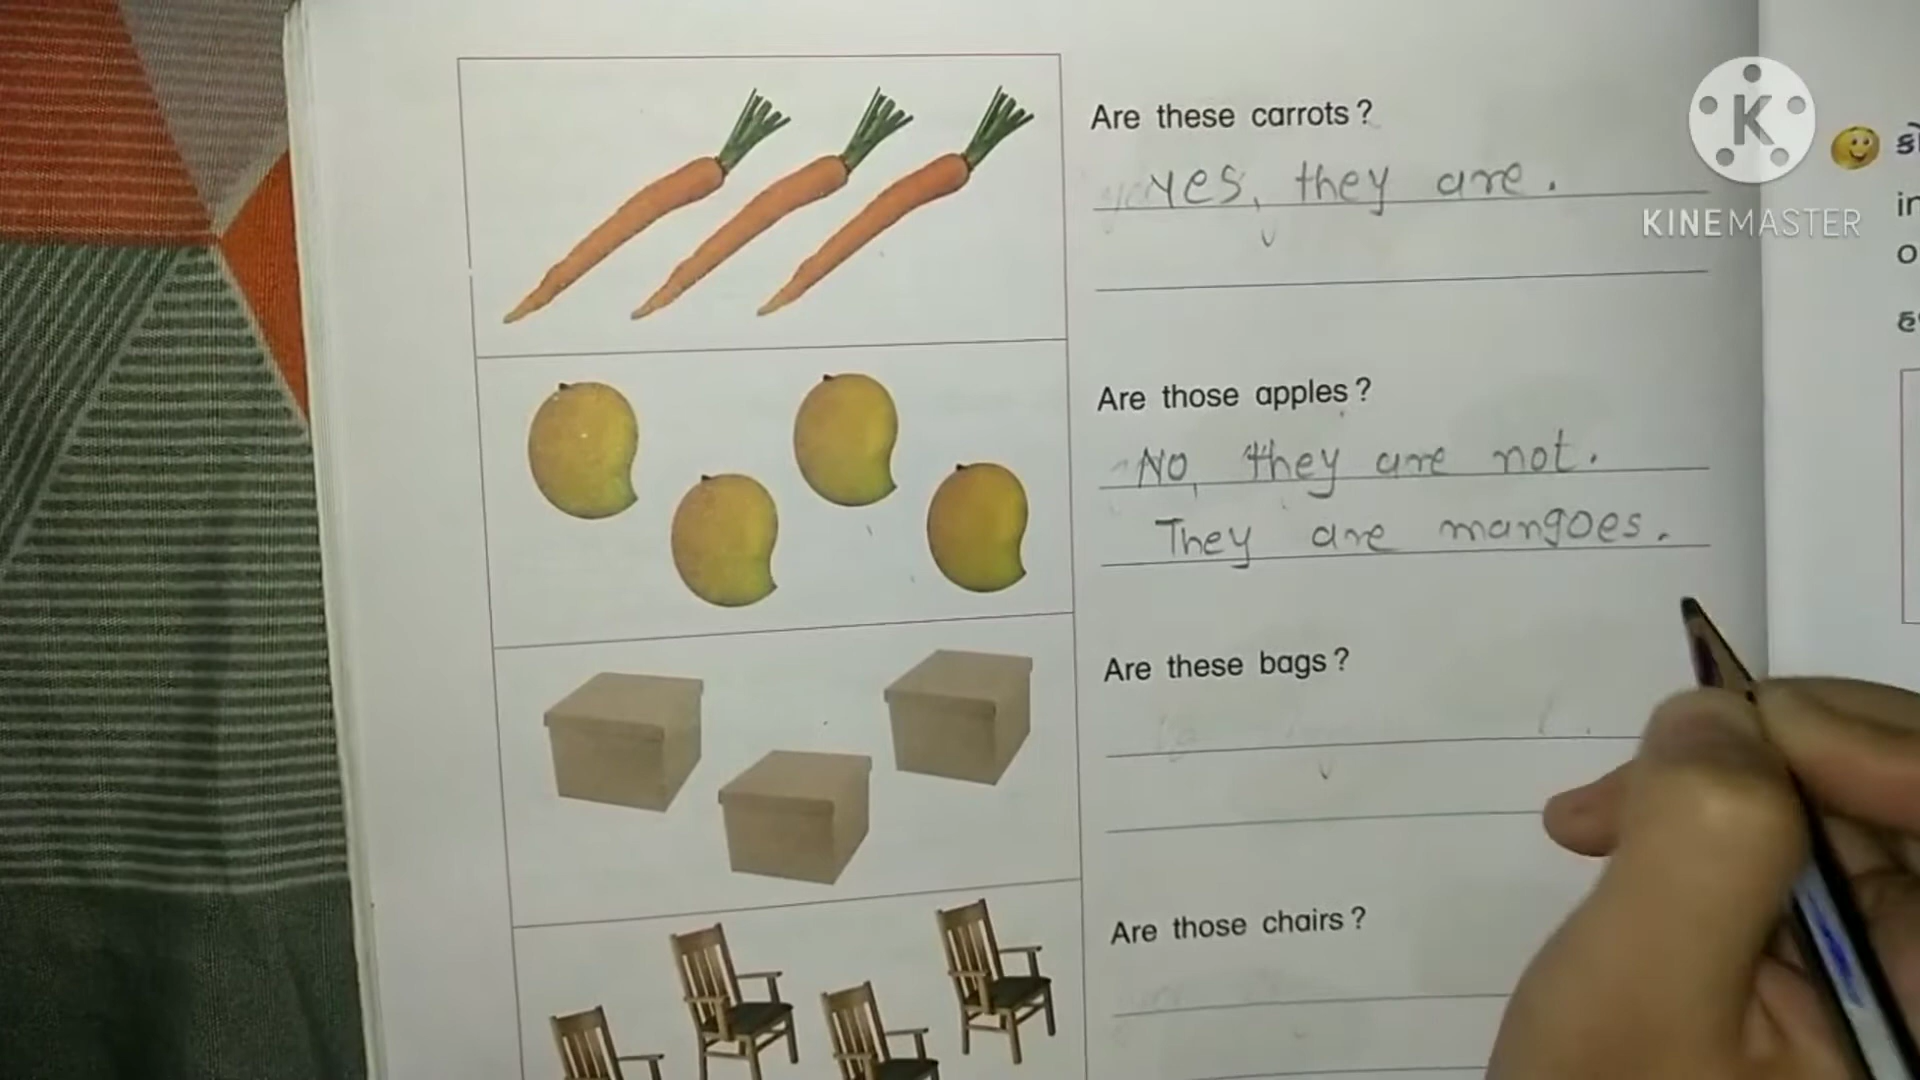 Are these carrots?
Yes, they are.
K
KINEMASTER
Are those apples?
No, they are not.
They are mangoes.
Are these bags?
Are those chairs?